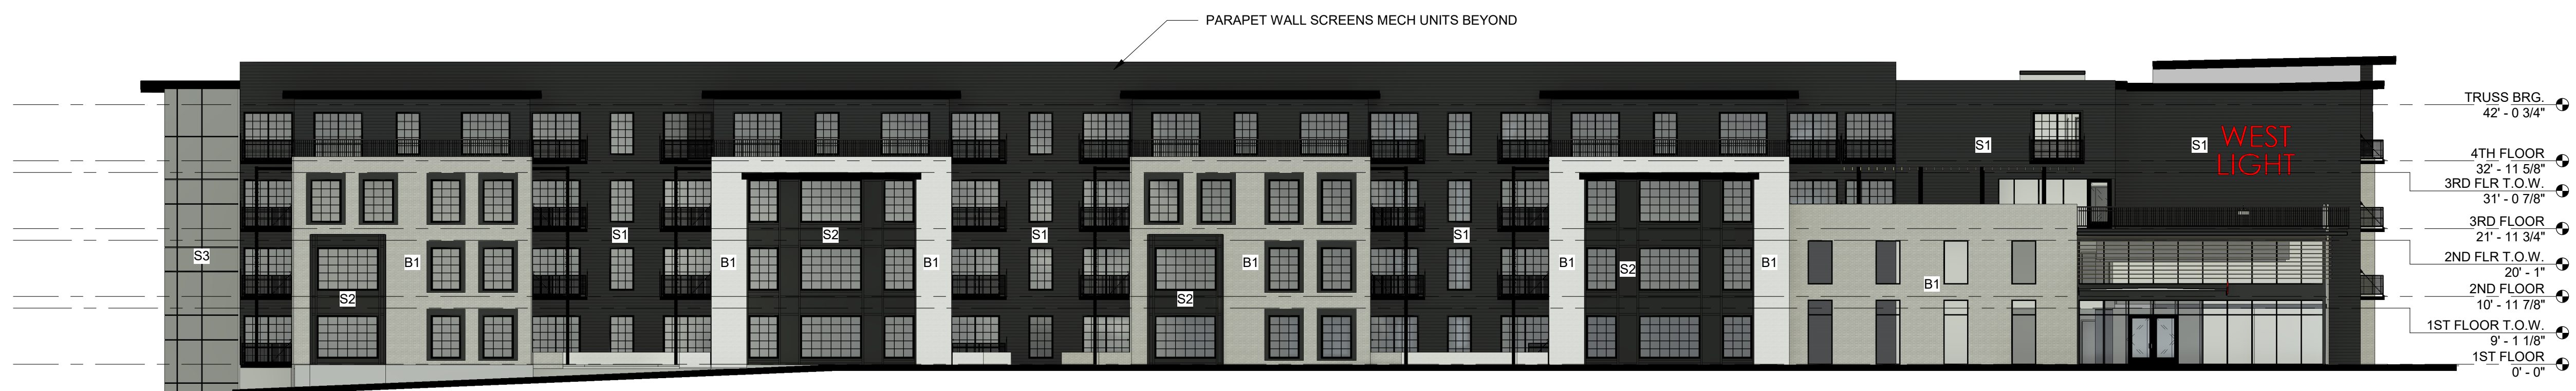 PARAPET WALL SCREENS MECH UNITS BEYOND
TRUSS BRG.
42' - 0 3/4"
WEST
LIGHT
S1
S1
4TH FLOOR
32' - 11 5/8"
3RD FLR T.O.W.
31' - 0 7/8"
3RD FLOOR
21' - 11 3/4"
S1
S2
S1
S1
S3
B1
B1
B1
B1
B1
S2
B1
2ND FLR T.O.W.
20' - 1"
B1
S2
S2
2ND FLOOR
10' - 11 7/8"
1ST FLOOR T.O.W.
9' - 1 1/8"
1ST FLOOR
0' - 0"